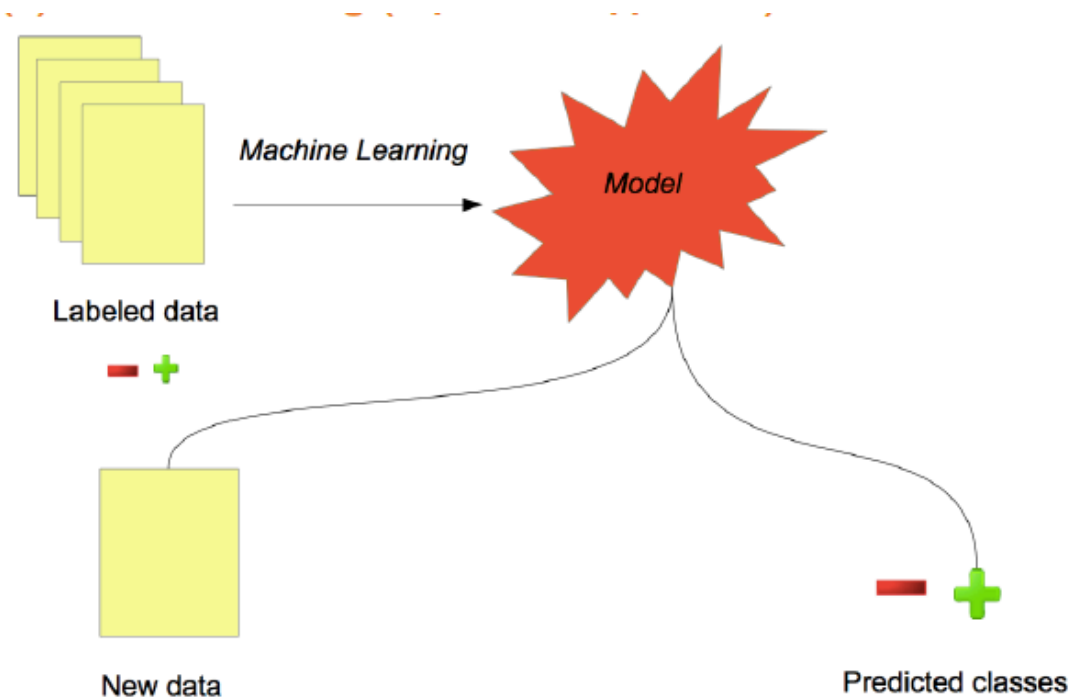 Machine Learning
Model
Labeled data
New data
Predicted classes